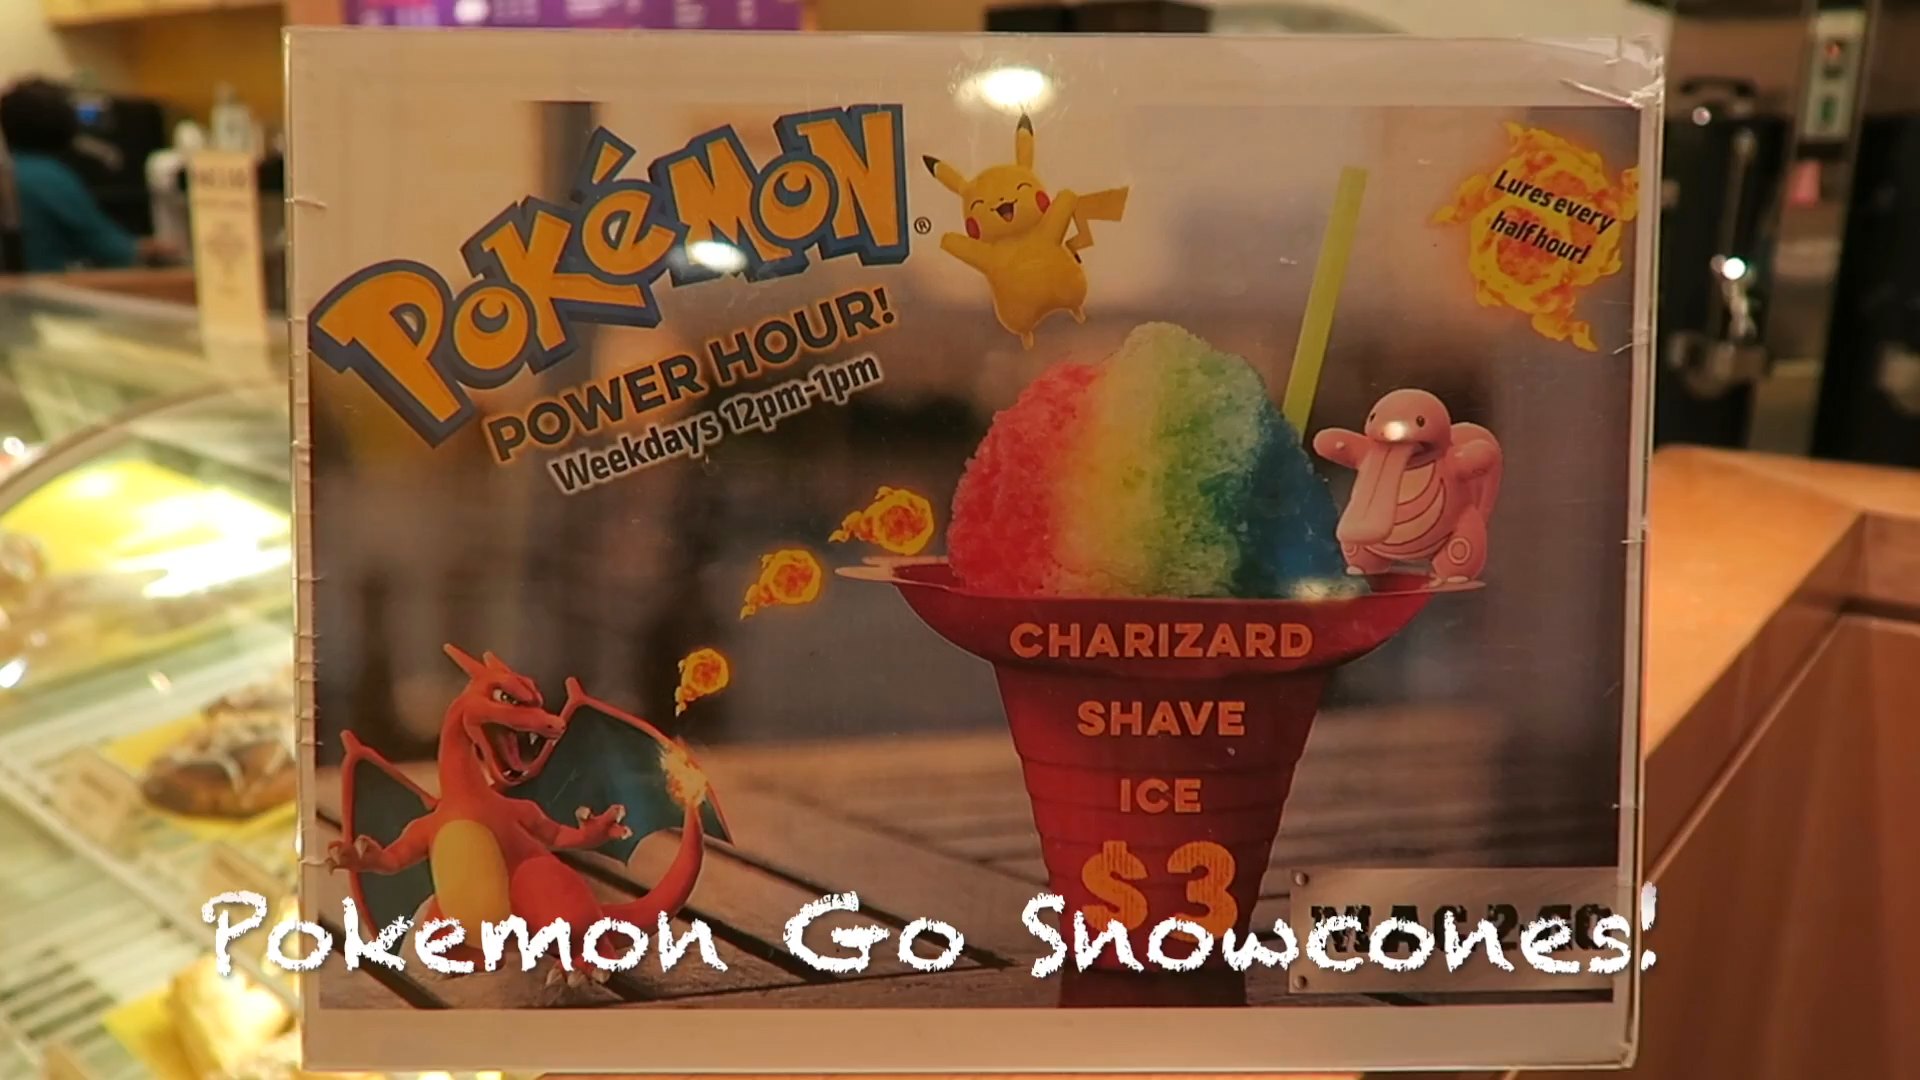 POKéMON ®
POWER HOUR!
Weekdays 12pm-1pm
Lures every
half hour!
CHARIZARD
SHAVE
ICE
$3
Pokemon Go Snowcones!